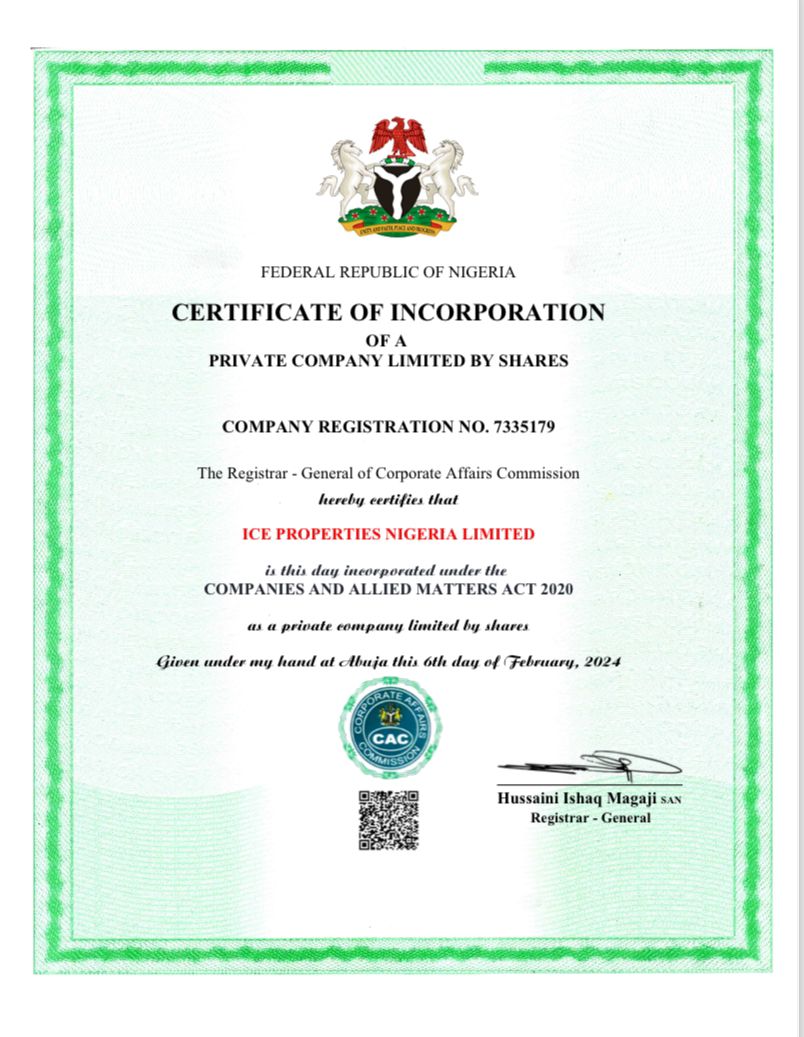 UNITY AND FAITH, PEACE AND PROGRESS
FEDERAL REPUBLIC OF NIGERIA
CERTIFICATE OF INCORPORATION
OF A
PRIVATE COMPANY LIMITED BY SHARES
COMPANY REGISTRATION NO. 7335179
The Registrar - General of Corporate Affairs Commission
hereby certifies that
ICE PROPERTIES NIGERIA LIMITED
is this day incorporated under the
COMPANIES AND ALLIED MATTERS ACT 2020
as a private company limited by shares
Given under my hand at Abuja this 6th day of February, 2024
CORPORATE AFFAIRS
CAC
COMMISSION
Hussaini Ishaq Magaji SAN
Registrar - General